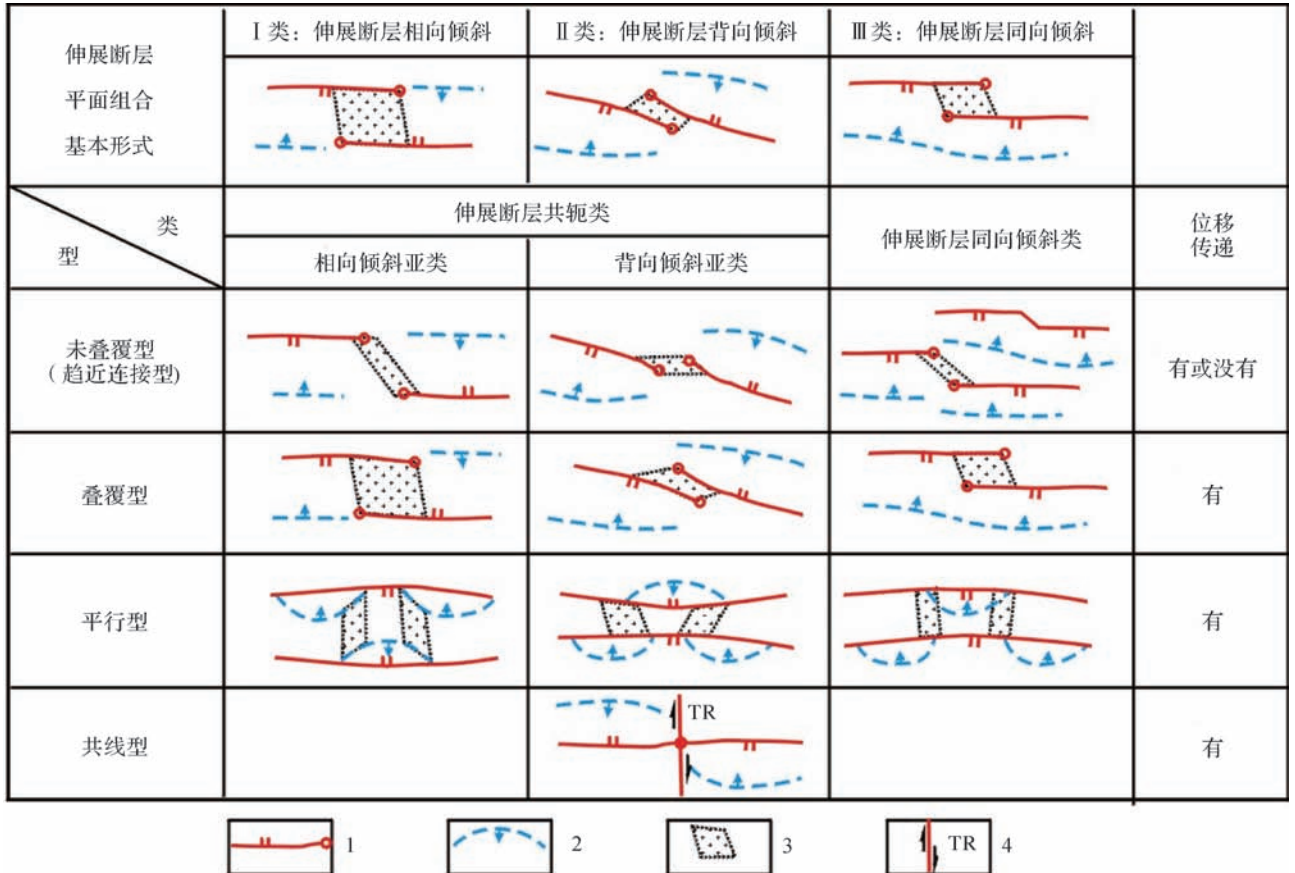 伸展断层
平面组合
基本形式
Ⅰ类：伸展断层相向倾斜
Ⅱ类：伸展断层背向倾斜
Ⅲ类：伸展断层同向倾斜
类
型
伸展断层共轭类
相向倾斜亚类
背向倾斜亚类
伸展断层同向倾斜类
位移
传递
未叠覆型
（趋近连接型)
有或没有
叠覆型
有
平行型
有
共线型
TR
有
1
2
3
TR
4